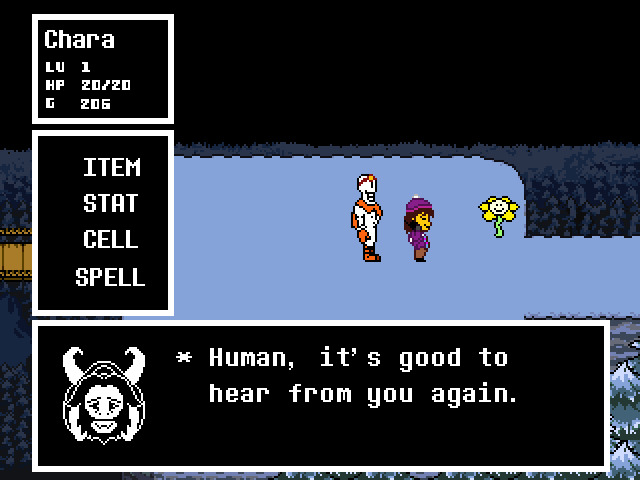 Chara
LV 1
HP 20/20
G 206
ITEM
STAT
CELL
SPELL
* Human, it's good to
hear from you again.